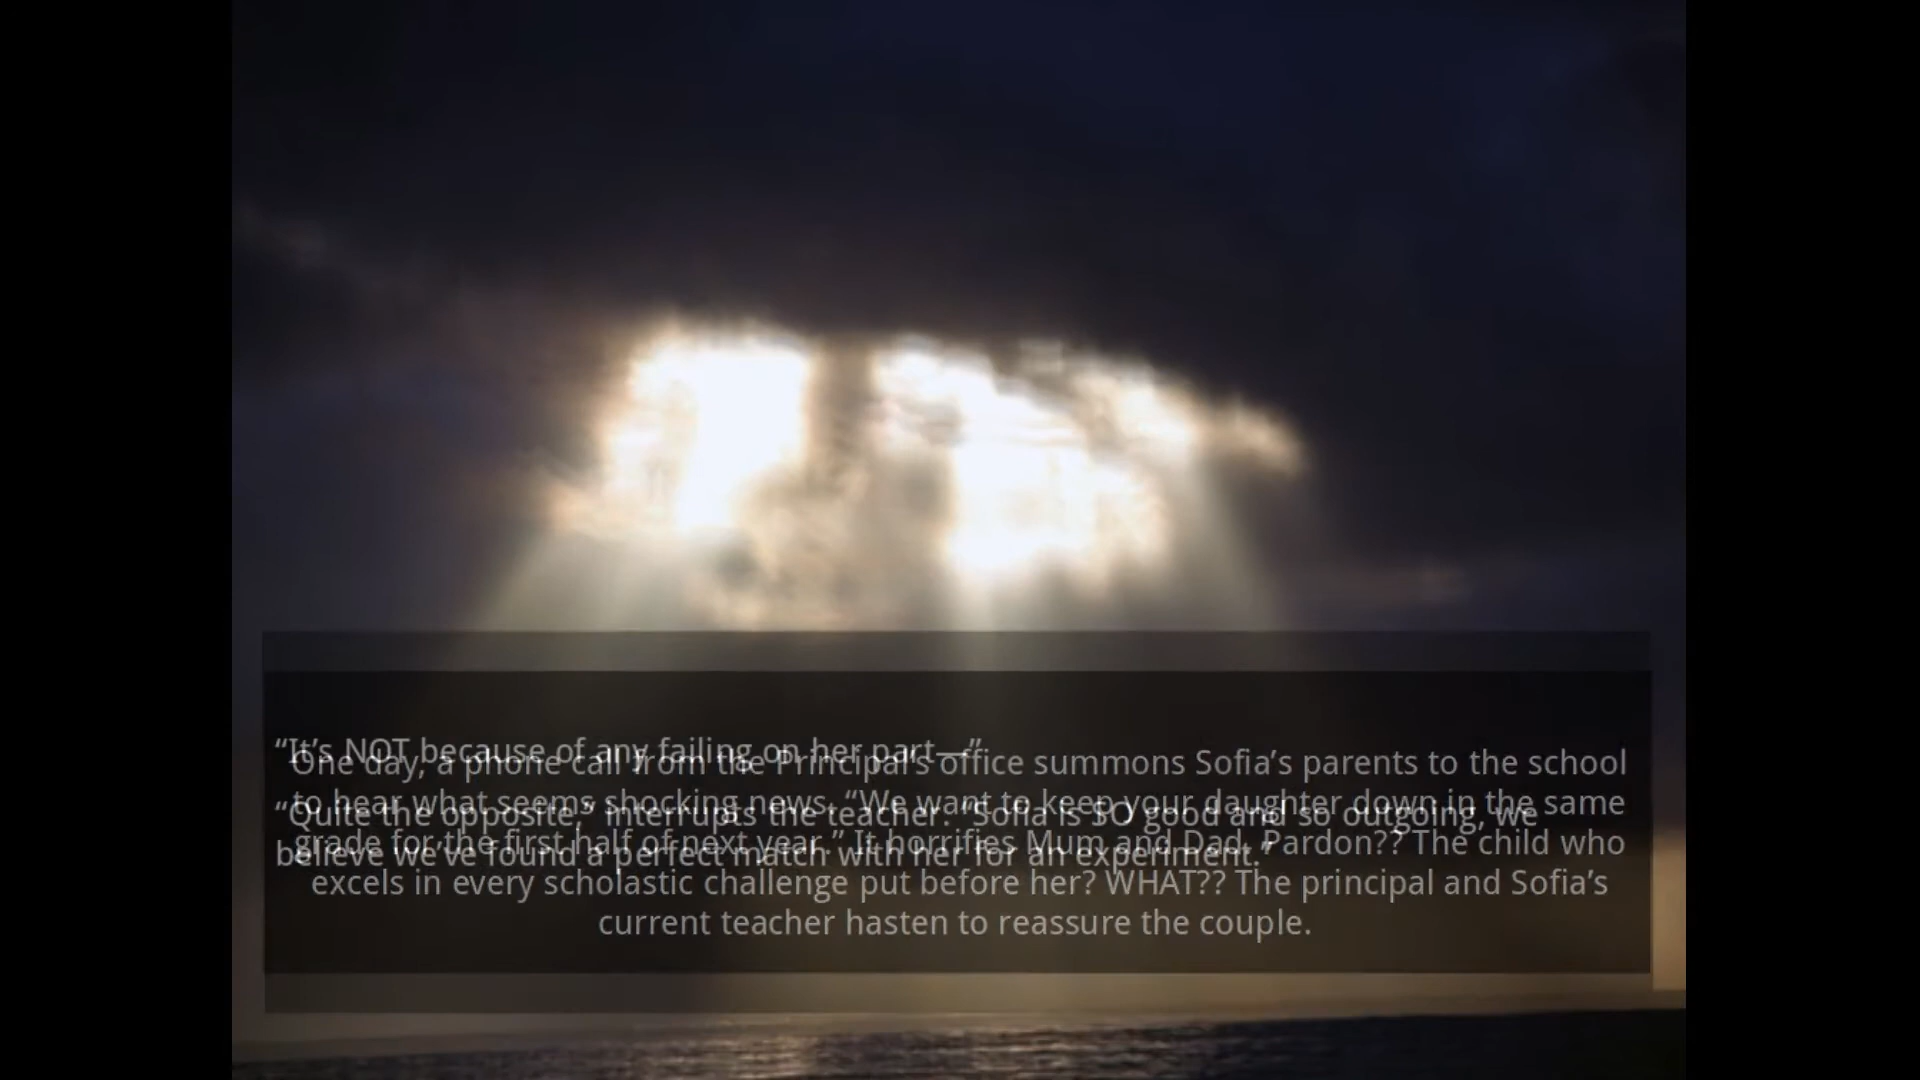 One day, a phone call from the Principal’s office summons Sofia’s parents to the school
to hear what seems shocking news. “We want to keep your daughter down in the same
grade for the first half of next year.” It horrifies Mum and Dad. Pardon?? The child who
excels in every scholastic challenge put before her? WHAT?? The principal and Sofia’s
current teacher hasten to reassure the couple.
“It’s NOT because of any failing on her part—”
“Quite the opposite,” interrupts the teacher. “Sofia is SO good and so outgoing, we
believe we’ve found a perfect match with her for an experiment.”